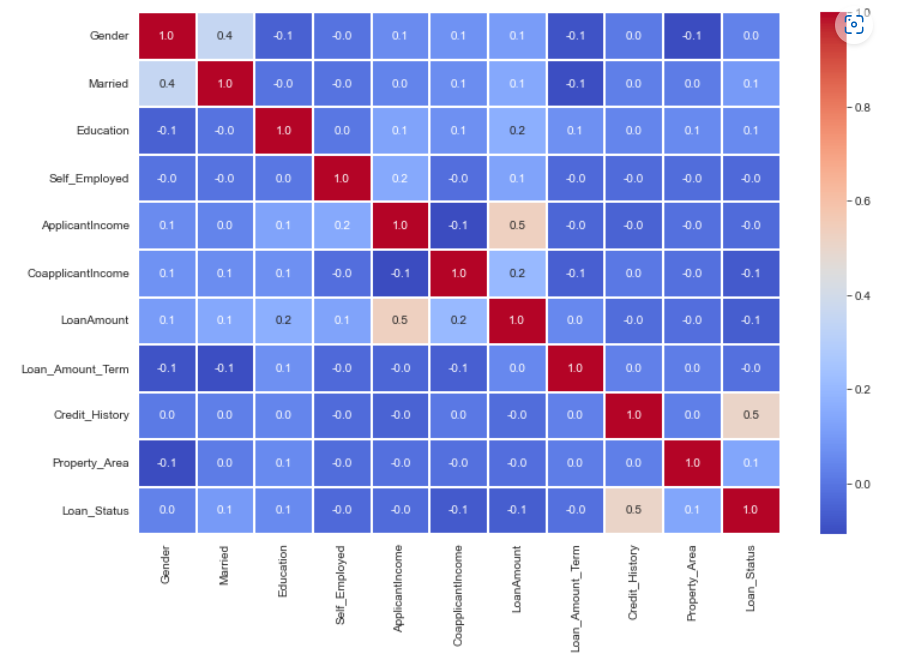 1.0
Gender 1.0 0.4 -0.1 -0.0 0.1 0.1 0.1 -0.1 0.0 -0.1 0.0
Married 0.4 1.0 -0.0 -0.0 0.0 0.1 0.1 -0.1 0.0 0.0 0.1
0.8
Education -0.1 -0.0 1.0 0.0 0.1 0.1 0.2 0.1 0.0 0.1 0.1
Self_Employed -0.0 -0.0 0.0 1.0 0.2 -0.0 0.1 -0.0 -0.0 -0.0 -0.0
0.6
ApplicantIncome 0.1 0.0 0.1 0.2 1.0 -0.1 0.5 -0.0 -0.0 -0.0 -0.0
CoapplicantIncome 0.1 0.1 0.1 -0.0 -0.1 1.0 0.2 -0.1 0.0 -0.0 -0.1
0.4
LoanAmount 0.1 0.1 0.2 0.1 0.5 0.2 1.0 0.0 -0.0 -0.0 -0.1
Loan_Amount_Term -0.1 -0.1 0.1 -0.0 -0.0 -0.1 0.0 1.0 0.0 0.0 -0.0
0.2
Credit_History 0.0 0.0 0.0 -0.0 -0.0 0.0 -0.0 0.0 1.0 0.0 0.5
Property_Area -0.1 0.0 0.1 -0.0 -0.0 -0.0 -0.0 0.0 0.0 1.0 0.1
0.0
Loan_Status 0.0 0.1 0.1 -0.0 -0.0 -0.1 -0.1 -0.0 0.5 0.1 1.0
Gender
Married
Education
Self_Employed
ApplicantIncome
CoapplicantIncome
LoanAmount
Loan_Amount_Term
Credit_History
Property_Area
Loan_Status